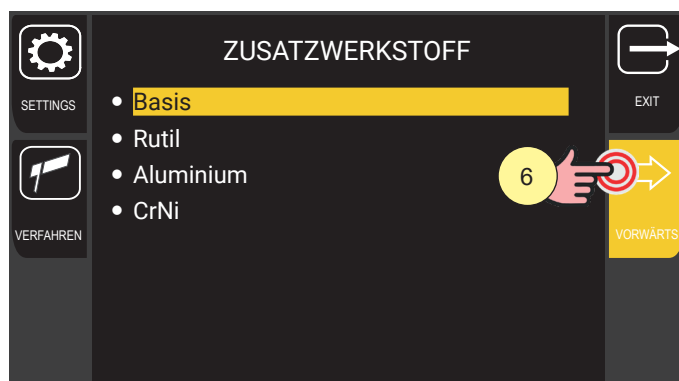 ZUSATZWERKSTOFF
SETTINGS
• Basis
EXIT
• Rutil
• Aluminium
6
• CrNi
VERFAHREN
VORWÄRTS